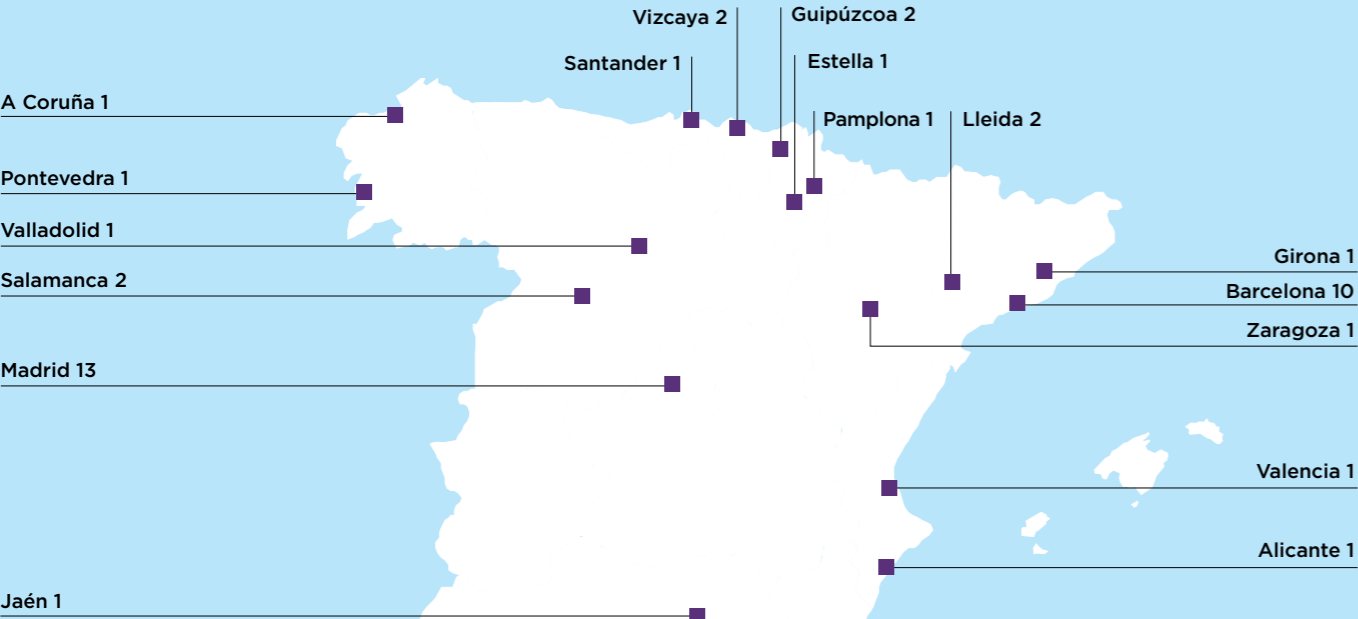 Vizcaya 2
Guipúzcoa 2
Santander 1
Estella 1
A Coruña 1
Pamplona 1
Lleida 2
Pontevedra 1
Valladolid 1
Girona 1
Salamanca 2
Barcelona 10
Zaragoza 1
Madrid 13
Valencia 1
Alicante 1
Jaén 1